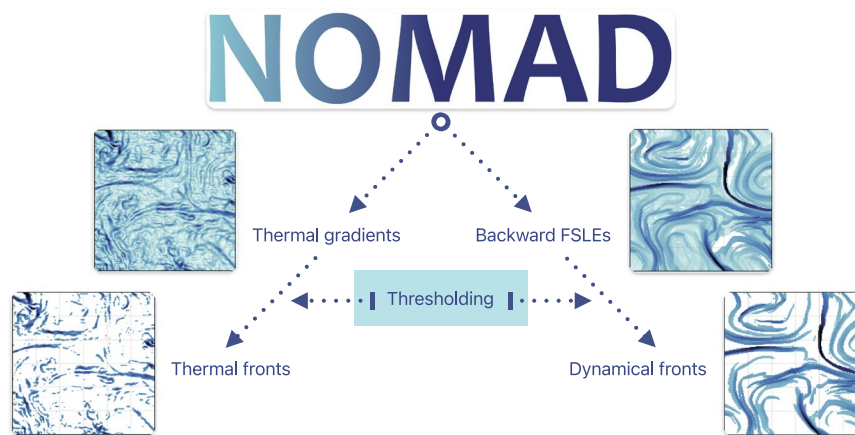 NOMAD
Thermal gradients
Backward FSLEs
Thresholding
Thermal fronts
Dynamical fronts